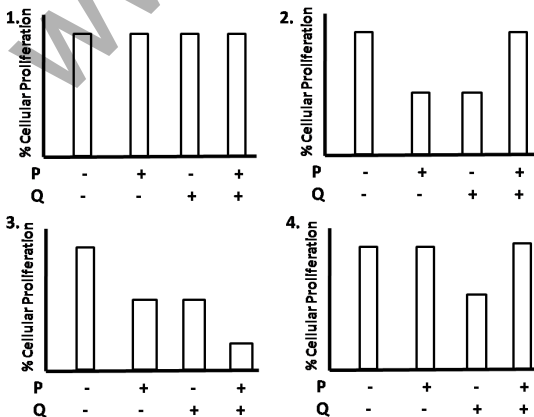 1.
% Cellular Proliferation
P - + - +
Q - - + +
2.
% Cellular Proliferation
P - + - +
Q - - + +
3.
% Cellular Proliferation
P - + - +
Q - - + +
4.
% Cellular Proliferation
P - + - +
Q - - + +